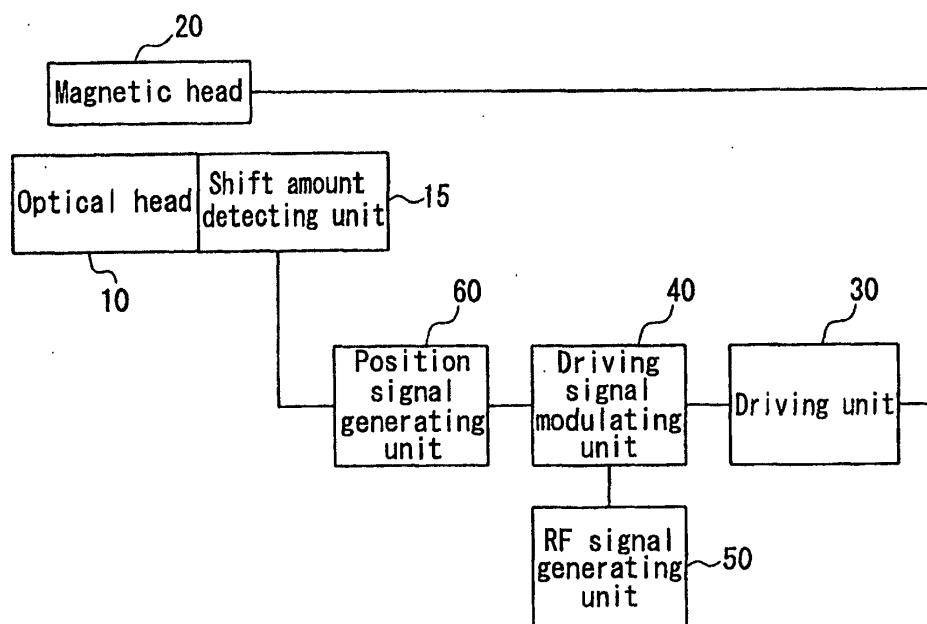 20
Magnetic head
Optical head
Shift amount
detecting unit
15
10
60
40
30
Position
signal
generating
unit
Driving
signal
modulating
unit
Driving unit
RF signal
generating
unit
50